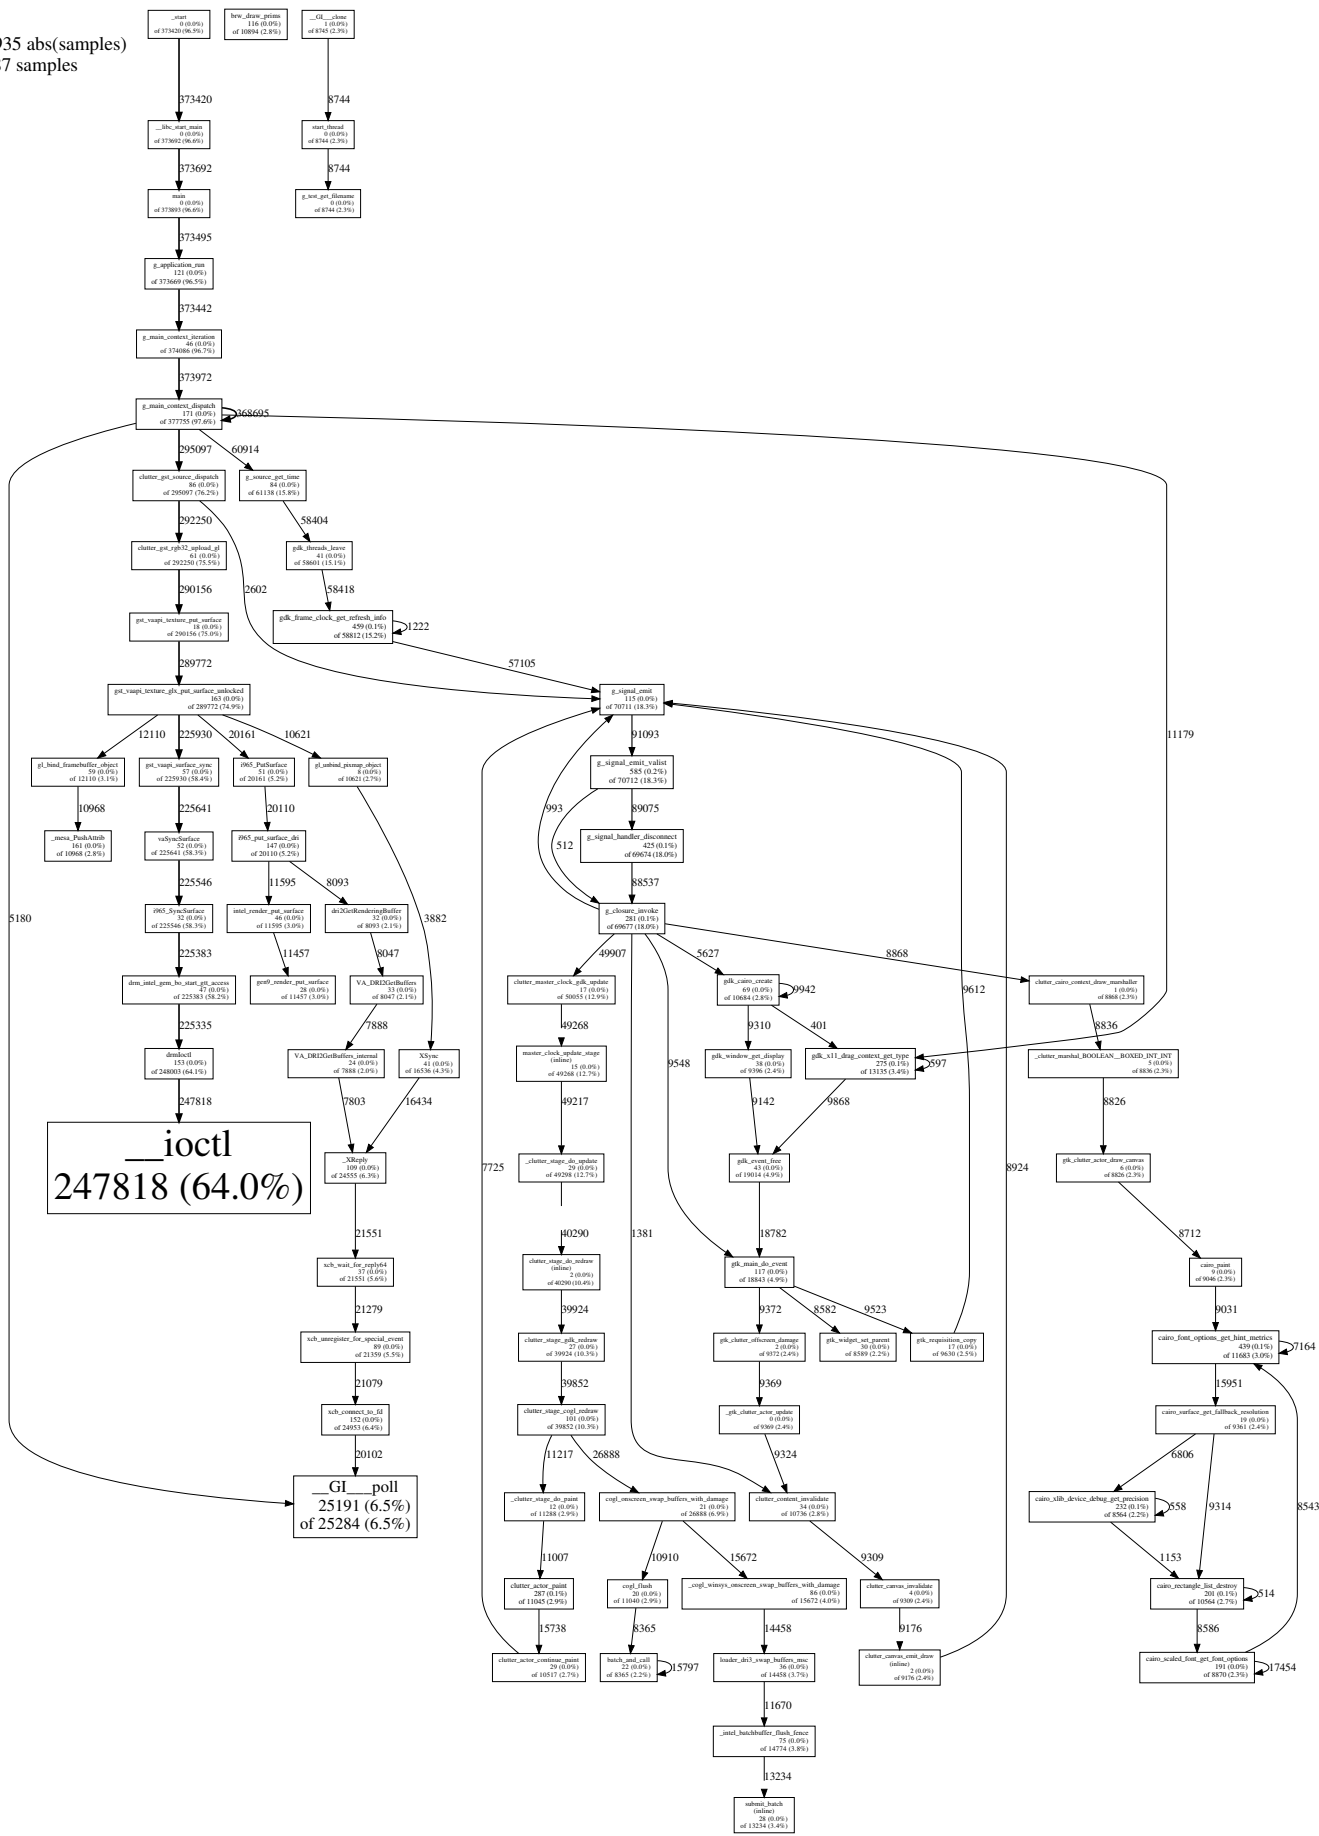 935 abs(samples)
87 samples
_start
0 (0.0%)
of 373420 (96.5%)
brw_draw_prims
116 (0.0%)
of 10894 (2.8%)
__GI___clone
1 (0.0%)
of 8745 (2.3%)
373420
8744
__libc_start_main
0 (0.0%)
of 373692 (96.6%)
start_thread
0 (0.0%)
of 8744 (2.3%)
373692
8744
main
0 (0.0%)
of 373893 (96.6%)
g_test_get_filename
0 (0.0%)
of 8744 (2.3%)
373495
g_application_run
121 (0.0%)
of 373669 (96.5%)
373442
g_main_context_iteration
46 (0.0%)
of 374086 (96.7%)
373972
g_main_context_dispatch
171 (0.0%)
of 377755 (97.6%)
368695
295097
60914
clutter_gst_source_dispatch
86 (0.0%)
of 295097 (76.2%)
g_source_get_time
84 (0.0%)
of 61138 (15.8%)
292250
58404
clutter_gst_rgb32_upload_gl
61 (0.0%)
of 292250 (75.5%)
gdk_threads_leave
41 (0.0%)
of 58601 (15.1%)
290156
2602
58418
gst_vaapi_texture_put_surface
18 (0.0%)
of 290156 (75.0%)
gdk_frame_clock_get_refresh_info
459 (0.1%)
of 58812 (15.2%)
1222
289772
57105
gst_vaapi_texture_glx_put_surface_unlocked
163 (0.0%)
of 289772 (74.9%)
g_signal_emit
115 (0.0%)
of 70711 (18.3%)
12110
225930
20161
10621
91093
11179
gl_bind_framebuffer_object
59 (0.0%)
of 12110 (3.1%)
gst_vaapi_surface_sync
57 (0.0%)
of 225930 (58.4%)
i965_PutSurface
51 (0.0%)
of 20161 (5.2%)
gl_unbind_pixmap_object
8 (0.0%)
of 10621 (2.7%)
g_signal_emit_valist
585 (0.2%)
of 70712 (18.3%)
10968
225641
20110
993
89075
_mesa_PushAttrib
161 (0.0%)
of 10968 (2.8%)
vaSyncSurface
52 (0.0%)
of 225641 (58.3%)
i965_put_surface_dri
147 (0.0%)
of 20110 (5.2%)
512
g_signal_handler_disconnect
425 (0.1%)
of 69674 (18.0%)
225546
11595
8093
88537
5180
i965_SyncSurface
32 (0.0%)
of 225546 (58.3%)
intel_render_put_surface
46 (0.0%)
of 11595 (3.0%)
dri2GetRenderingBuffer
32 (0.0%)
of 8093 (2.1%)
3882
g_closure_invoke
281 (0.1%)
of 69677 (18.0%)
225383
11457
8047
49907
5627
8868
drm_intel_gem_bo_start_gtt_access
47 (0.0%)
of 225383 (58.2%)
gen9_render_put_surface
28 (0.0%)
of 11457 (3.0%)
VA_DRI2GetBuffers
33 (0.0%)
of 8047 (2.1%)
clutter_master_clock_gdk_update
17 (0.0%)
of 50055 (12.9%)
gdk_cairo_create
69 (0.0%)
of 10684 (2.8%)
9942
9612
clutter_cairo_context_draw_marshaller
1 (0.0%)
of 8868 (2.3%)
225335
7888
49268
9310
401
8836
drmIoctl
153 (0.0%)
of 248003 (64.1%)
VA_DRI2GetBuffers_internal
24 (0.0%)
of 7888 (2.0%)
XSync
41 (0.0%)
of 16536 (4.3%)
master_clock_update_stage
(inline)
15 (0.0%)
of 49268 (12.7%)
9548
gdk_window_get_display
38 (0.0%)
of 9396 (2.4%)
gdk_x11_drag_context_get_type
275 (0.1%)
of 13135 (3.4%)
597
_clutter_marshal_BOOLEAN__BOXED_INT_INT
5 (0.0%)
of 8836 (2.3%)
247818
7803
16434
49217
9142
9868
8826
__ioctl
247818 (64.0%)
_XReply
109 (0.0%)
of 24555 (6.3%)
7725
_clutter_stage_do_update
29 (0.0%)
of 49298 (12.7%)
gdk_event_free
43 (0.0%)
of 19014 (4.9%)
8924
gtk_clutter_actor_draw_canvas
6 (0.0%)
of 8826 (2.3%)
21551
40290
1381
18782
8712
xcb_wait_for_reply64
37 (0.0%)
of 21551 (5.6%)
clutter_stage_do_redraw
(inline)
2 (0.0%)
of 40290 (10.4%)
gtk_main_do_event
117 (0.0%)
of 18843 (4.9%)
cairo_paint
9 (0.0%)
of 9046 (2.3%)
21279
39924
9372
8582
9523
9031
xcb_unregister_for_special_event
89 (0.0%)
of 21359 (5.5%)
clutter_stage_gdk_redraw
27 (0.0%)
of 39924 (10.3%)
gtk_clutter_offscreen_damage
2 (0.0%)
of 9372 (2.4%)
gtk_widget_set_parent
30 (0.0%)
of 8589 (2.2%)
gtk_requisition_copy
17 (0.0%)
of 9630 (2.5%)
cairo_font_options_get_hint_metrics
439 (0.1%)
of 11683 (3.0%)
7164
21079
39852
9369
15951
xcb_connect_to_fd
152 (0.0%)
of 24953 (6.4%)
clutter_stage_cogl_redraw
101 (0.0%)
of 39852 (10.3%)
_gtk_clutter_actor_update
0 (0.0%)
of 9369 (2.4%)
cairo_surface_get_fallback_resolution
19 (0.0%)
of 9361 (2.4%)
20102
11217
26888
9324
6806
__GI___poll
25191 (6.5%)
of 25284 (6.5%)
_clutter_stage_do_paint
12 (0.0%)
of 11288 (2.9%)
cogl_onscreen_swap_buffers_with_damage
21 (0.0%)
of 26888 (6.9%)
clutter_content_invalidate
34 (0.0%)
of 10736 (2.8%)
cairo_xlib_device_debug_get_precision
232 (0.1%)
of 8564 (2.2%)
558
9314
8543
11007
10910
15672
9309
1153
clutter_actor_paint
287 (0.1%)
of 11045 (2.9%)
cogl_flush
20 (0.0%)
of 11040 (2.9%)
_cogl_winsys_onscreen_swap_buffers_with_damage
86 (0.0%)
of 15672 (4.0%)
clutter_canvas_invalidate
4 (0.0%)
of 9309 (2.4%)
cairo_rectangle_list_destroy
201 (0.1%)
of 10564 (2.7%)
514
15738
8365
14458
9176
8586
clutter_actor_continue_paint
29 (0.0%)
of 10517 (2.7%)
batch_and_call
22 (0.0%)
of 8365 (2.2%)
15797
loader_dri3_swap_buffers_msc
36 (0.0%)
of 14458 (3.7%)
clutter_canvas_emit_draw
(inline)
2 (0.0%)
of 9176 (2.4%)
cairo_scaled_font_get_font_options
191 (0.0%)
of 8870 (2.3%)
17454
11670
_intel_batchbuffer_flush_fence
75 (0.0%)
of 14774 (3.8%)
13234
submit_batch
(inline)
28 (0.0%)
of 13234 (3.4%)